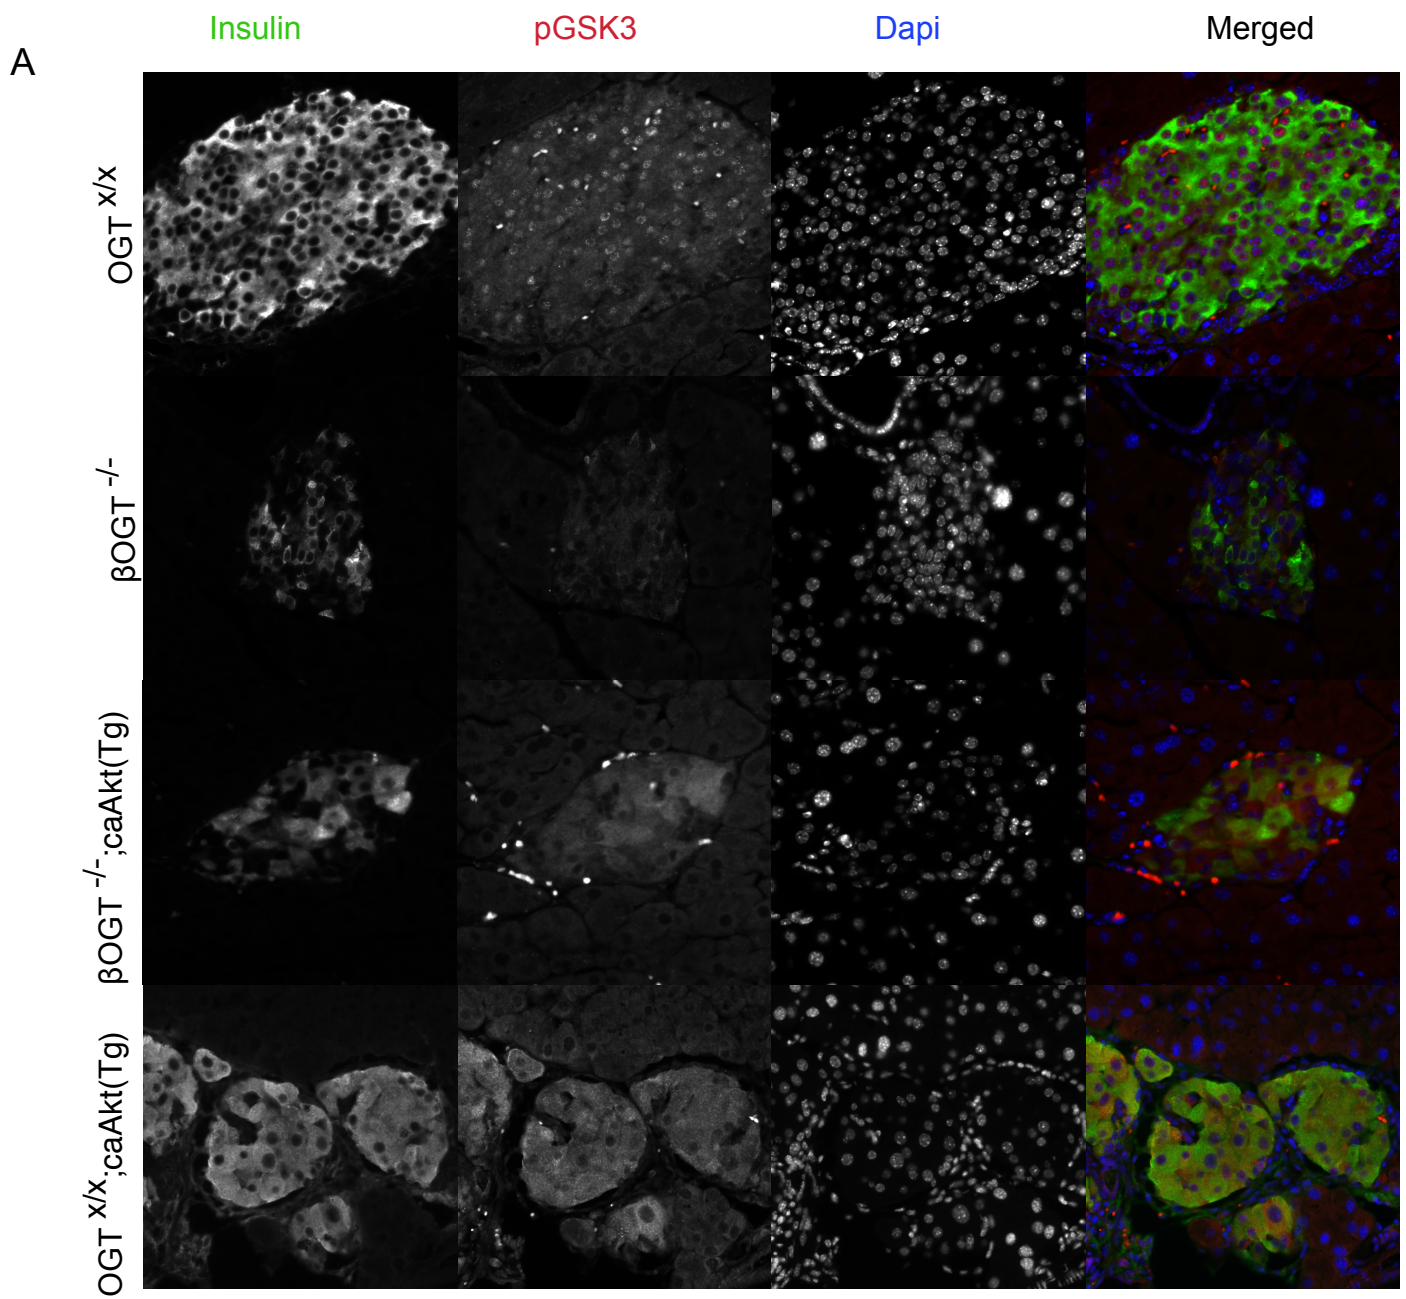 Insulin pGSK3 Dapi Merged
A
OGT x/x
βOGT -/-
βOGT -/-;caAkt(Tg)
OGT x/x;caAkt(Tg)